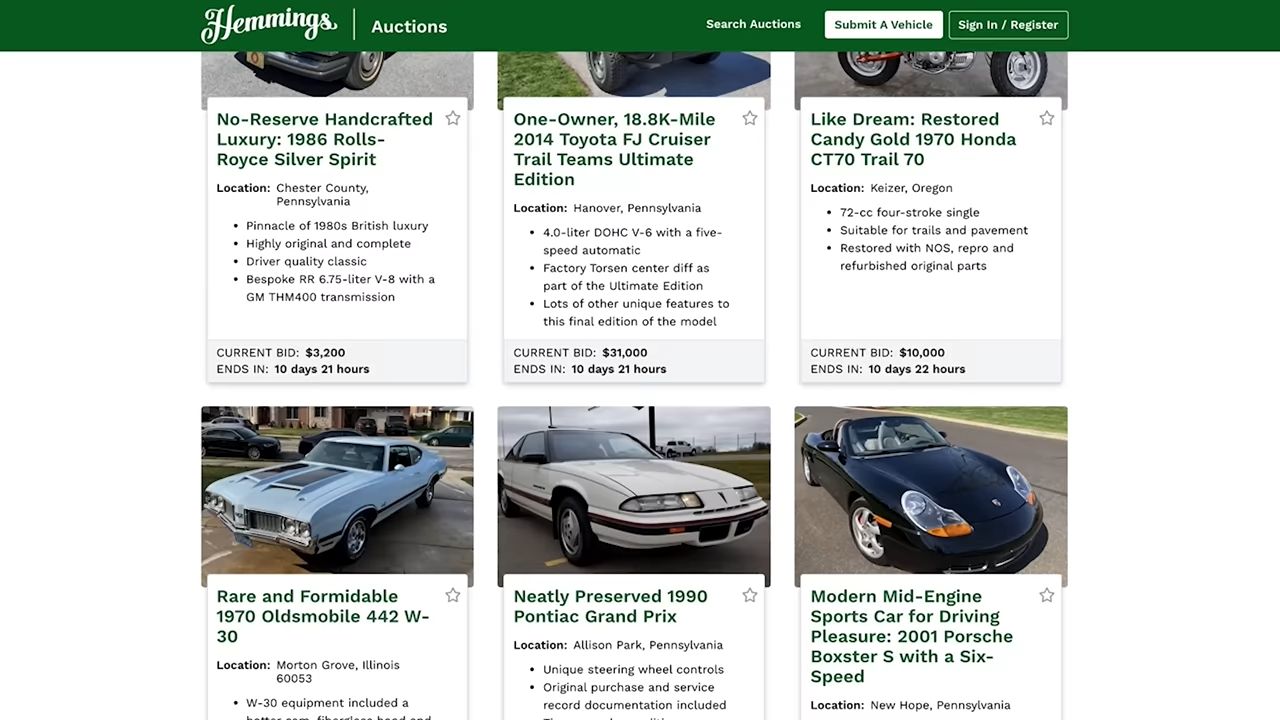 Hemmings Auctions
Search Auctions
Submit A Vehicle
Sign In / Register
No-Reserve Handcrafted
Luxury: 1986 Rolls-
Royce Silver Spirit
Location: Chester County,
Pennsylvania
• Pinnacle of 1980s British luxury
• Highly original and complete
• Driver quality classic
• Bespoke RR 6.75-liter V-8 with a
GM THM400 transmission
CURRENT BID: $3,200
ENDS IN: 10 days 21 hours
One-Owner, 18.8K-Mile
2014 Toyota FJ Cruiser
Trail Teams Ultimate
Edition
Location: Hanover, Pennsylvania
• 4.0-liter DOHC V-6 with a five-
speed automatic
• Factory Torsen center diff as
part of the Ultimate Edition
• Lots of other unique features to
this final edition of the model
CURRENT BID: $31,000
ENDS IN: 10 days 21 hours
Like Dream: Restored
Candy Gold 1970 Honda
CT70 Trail 70
Location: Keizer, Oregon
• 72-cc four-stroke single
• Suitable for trails and pavement
• Restored with NOS, repro and
refurbished original parts
CURRENT BID: $10,000
ENDS IN: 10 days 22 hours
Rare and Formidable
1970 Oldsmobile 442 W-
30
Location: Morton Grove, Illinois
60053
• W-30 equipment included a
Neatly Preserved 1990
Pontiac Grand Prix
Location: Allison Park, Pennsylvania
• Unique steering wheel controls
• Original purchase and service
record documentation included
Modern Mid-Engine
Sports Car for Driving
Pleasure: 2001 Porsche
Boxster S with a Six-
Speed
Location: New Hope, Pennsylvania